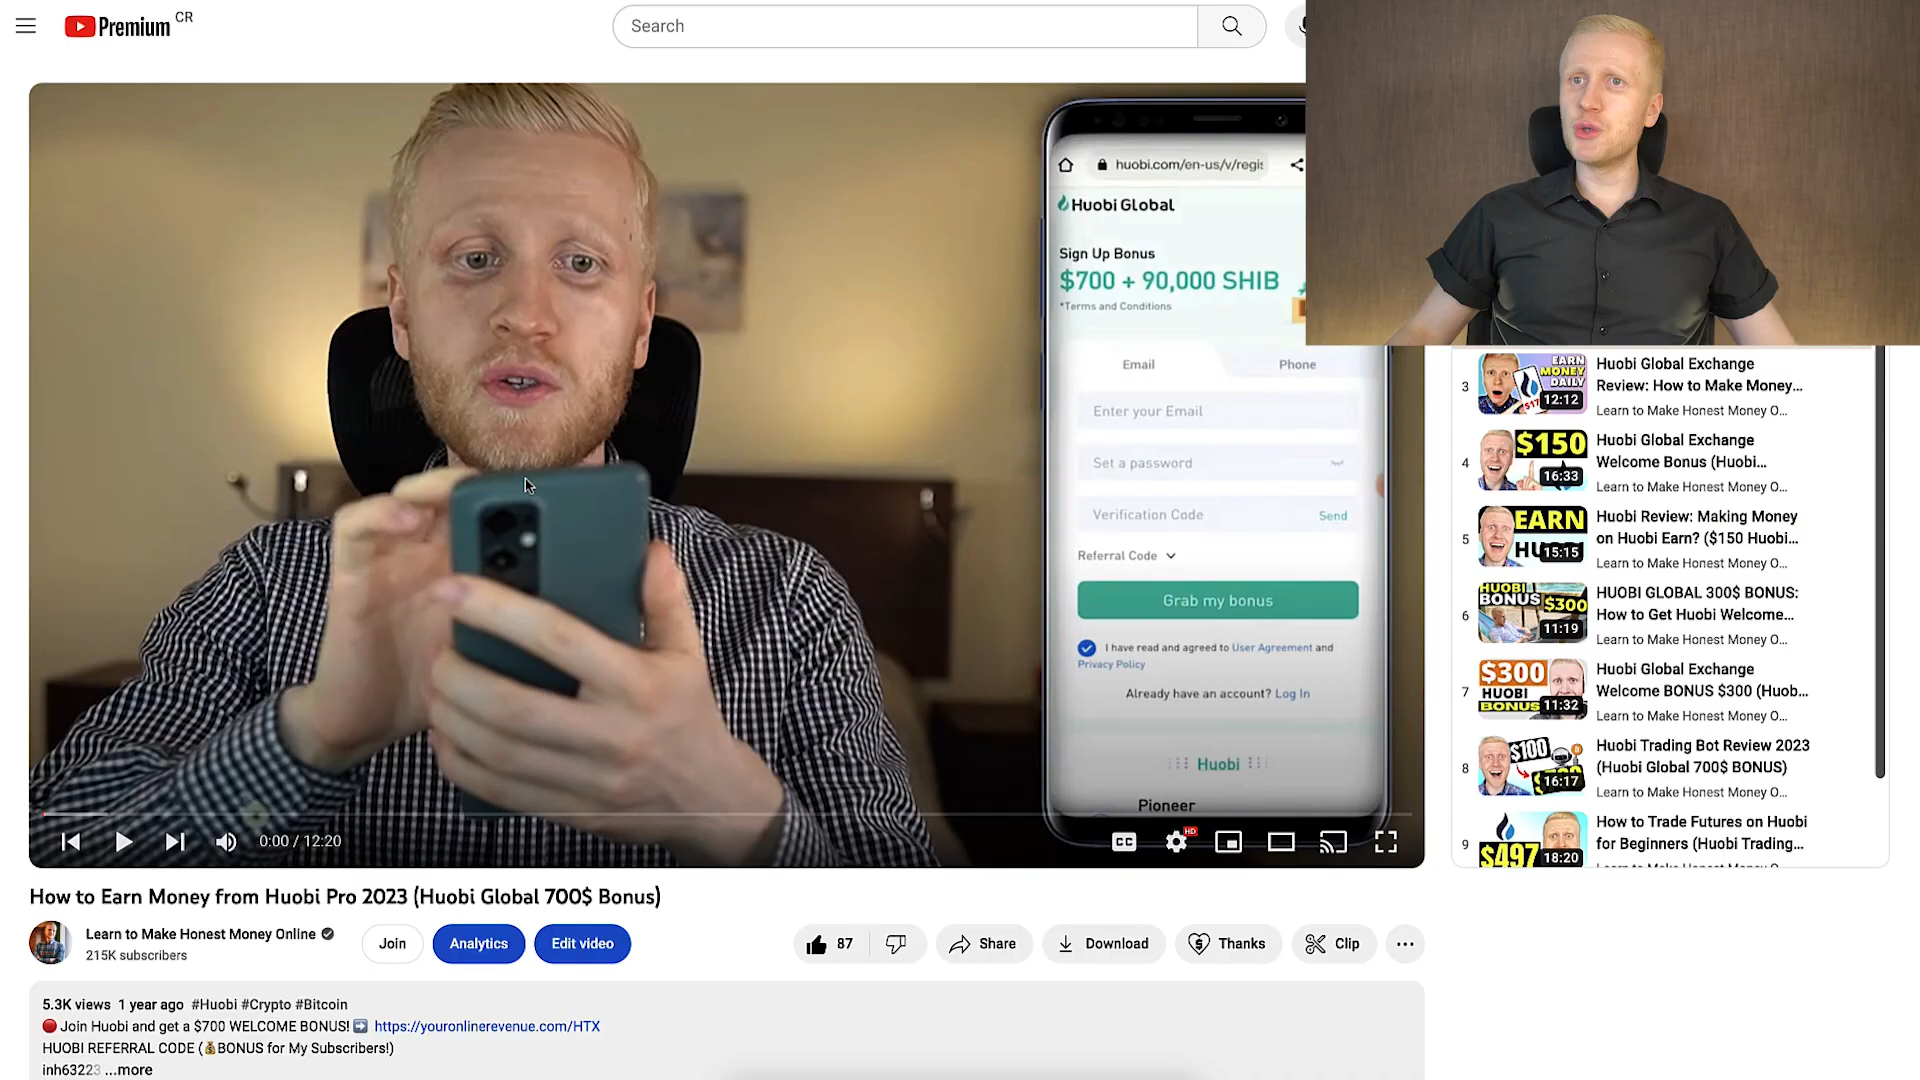 Premium CR
Search
huobi.com/en-us/v/regis
Huobi Global
Sign Up Bonus
$700 + 90,000 SHIB
*Terms and Conditions
Email
Phone
Enter your Email
Set a password
Verification Code
Send
Referral Code
Grab my bonus
I have read and agreed to User Agreement and
Privacy Policy
Already have an account? Log In
Huobi
Pioneer
0:00 / 12:20
CC
HD
3
EARN
MONEY
DAILY
12:12
Huobi Global Exchange
Review: How to Make Money...
Learn to Make Honest Money O...
4
$150
16:33
Huobi Global Exchange
Welcome Bonus (Huobi...
Learn to Make Honest Money O...
5
EARN
15:15
Huobi Review: Making Money
on Huobi Earn? ($150 Huobi...
Learn to Make Honest Money O...
6
HUOBI
BONUS $300
11:19
HUOBI GLOBAL 300$ BONUS:
How to Get Huobi Welcome...
Learn to Make Honest Money O...
7
$300
HUOBI
BONUS
11:32
Huobi Global Exchange
Welcome BONUS $300 (Huob...
Learn to Make Honest Money O...
8
$100
16:17
Huobi Trading Bot Review 2023
(Huobi Global 700$ BONUS)
Learn to Make Honest Money O...
9
$497
18:20
How to Trade Futures on Huobi
for Beginners (Huobi Trading...
How to Earn Money from Huobi Pro 2023 (Huobi Global 700$ Bonus)
Learn to Make Honest Money Online
215K subscribers
Join
Analytics
Edit video
87
Share
Download
Thanks
Clip
5.3K views 1 year ago #Huobi #Crypto #Bitcoin
Join Huobi and get a $700 WELCOME BONUS! https://youronlinerevenue.com/HTX
HUOBI REFERRAL CODE (BONUS for My Subscribers!)
inh63223 ...more